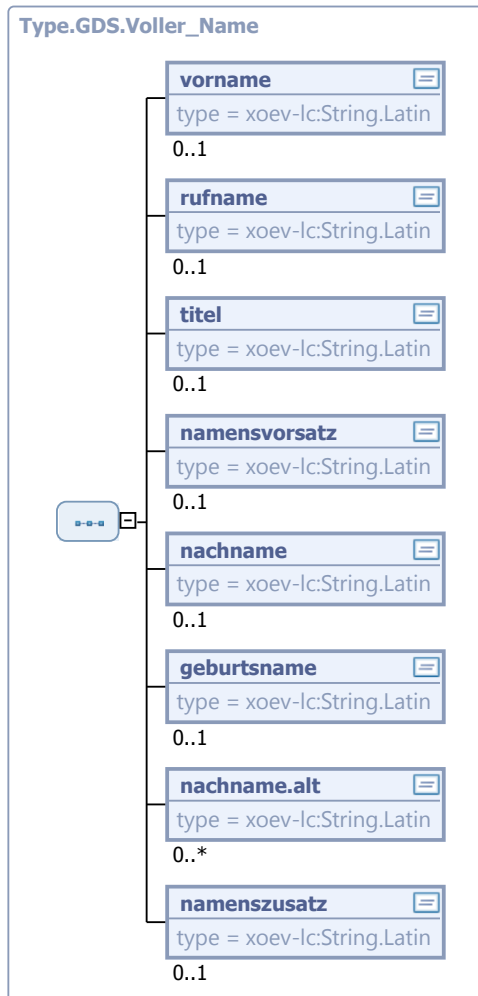 Type.GDS.Voller_Name
vorname
type = xoev-lc:String.Latin
0..1
rufname
type = xoev-lc:String.Latin
0..1
titel
type = xoev-lc:String.Latin
0..1
namensvorsatz
type = xoev-lc:String.Latin
0..1
nachname
type = xoev-lc:String.Latin
0..1
geburtsname
type = xoev-lc:String.Latin
0..1
nachname.alt
type = xoev-lc:String.Latin
0..*
namenszusatz
type = xoev-lc:String.Latin
0..1